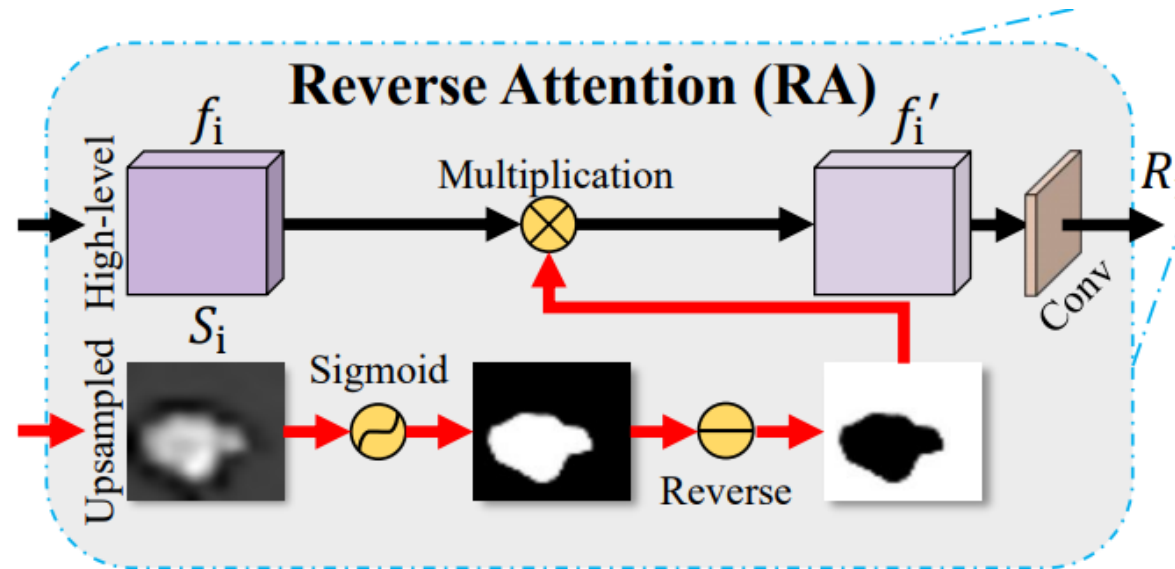 Reverse Attention (RA)
High-level
fᵢ
Multiplication
fᵢ′
Conv
R
Upsampled
Sᵢ
Sigmoid
Reverse